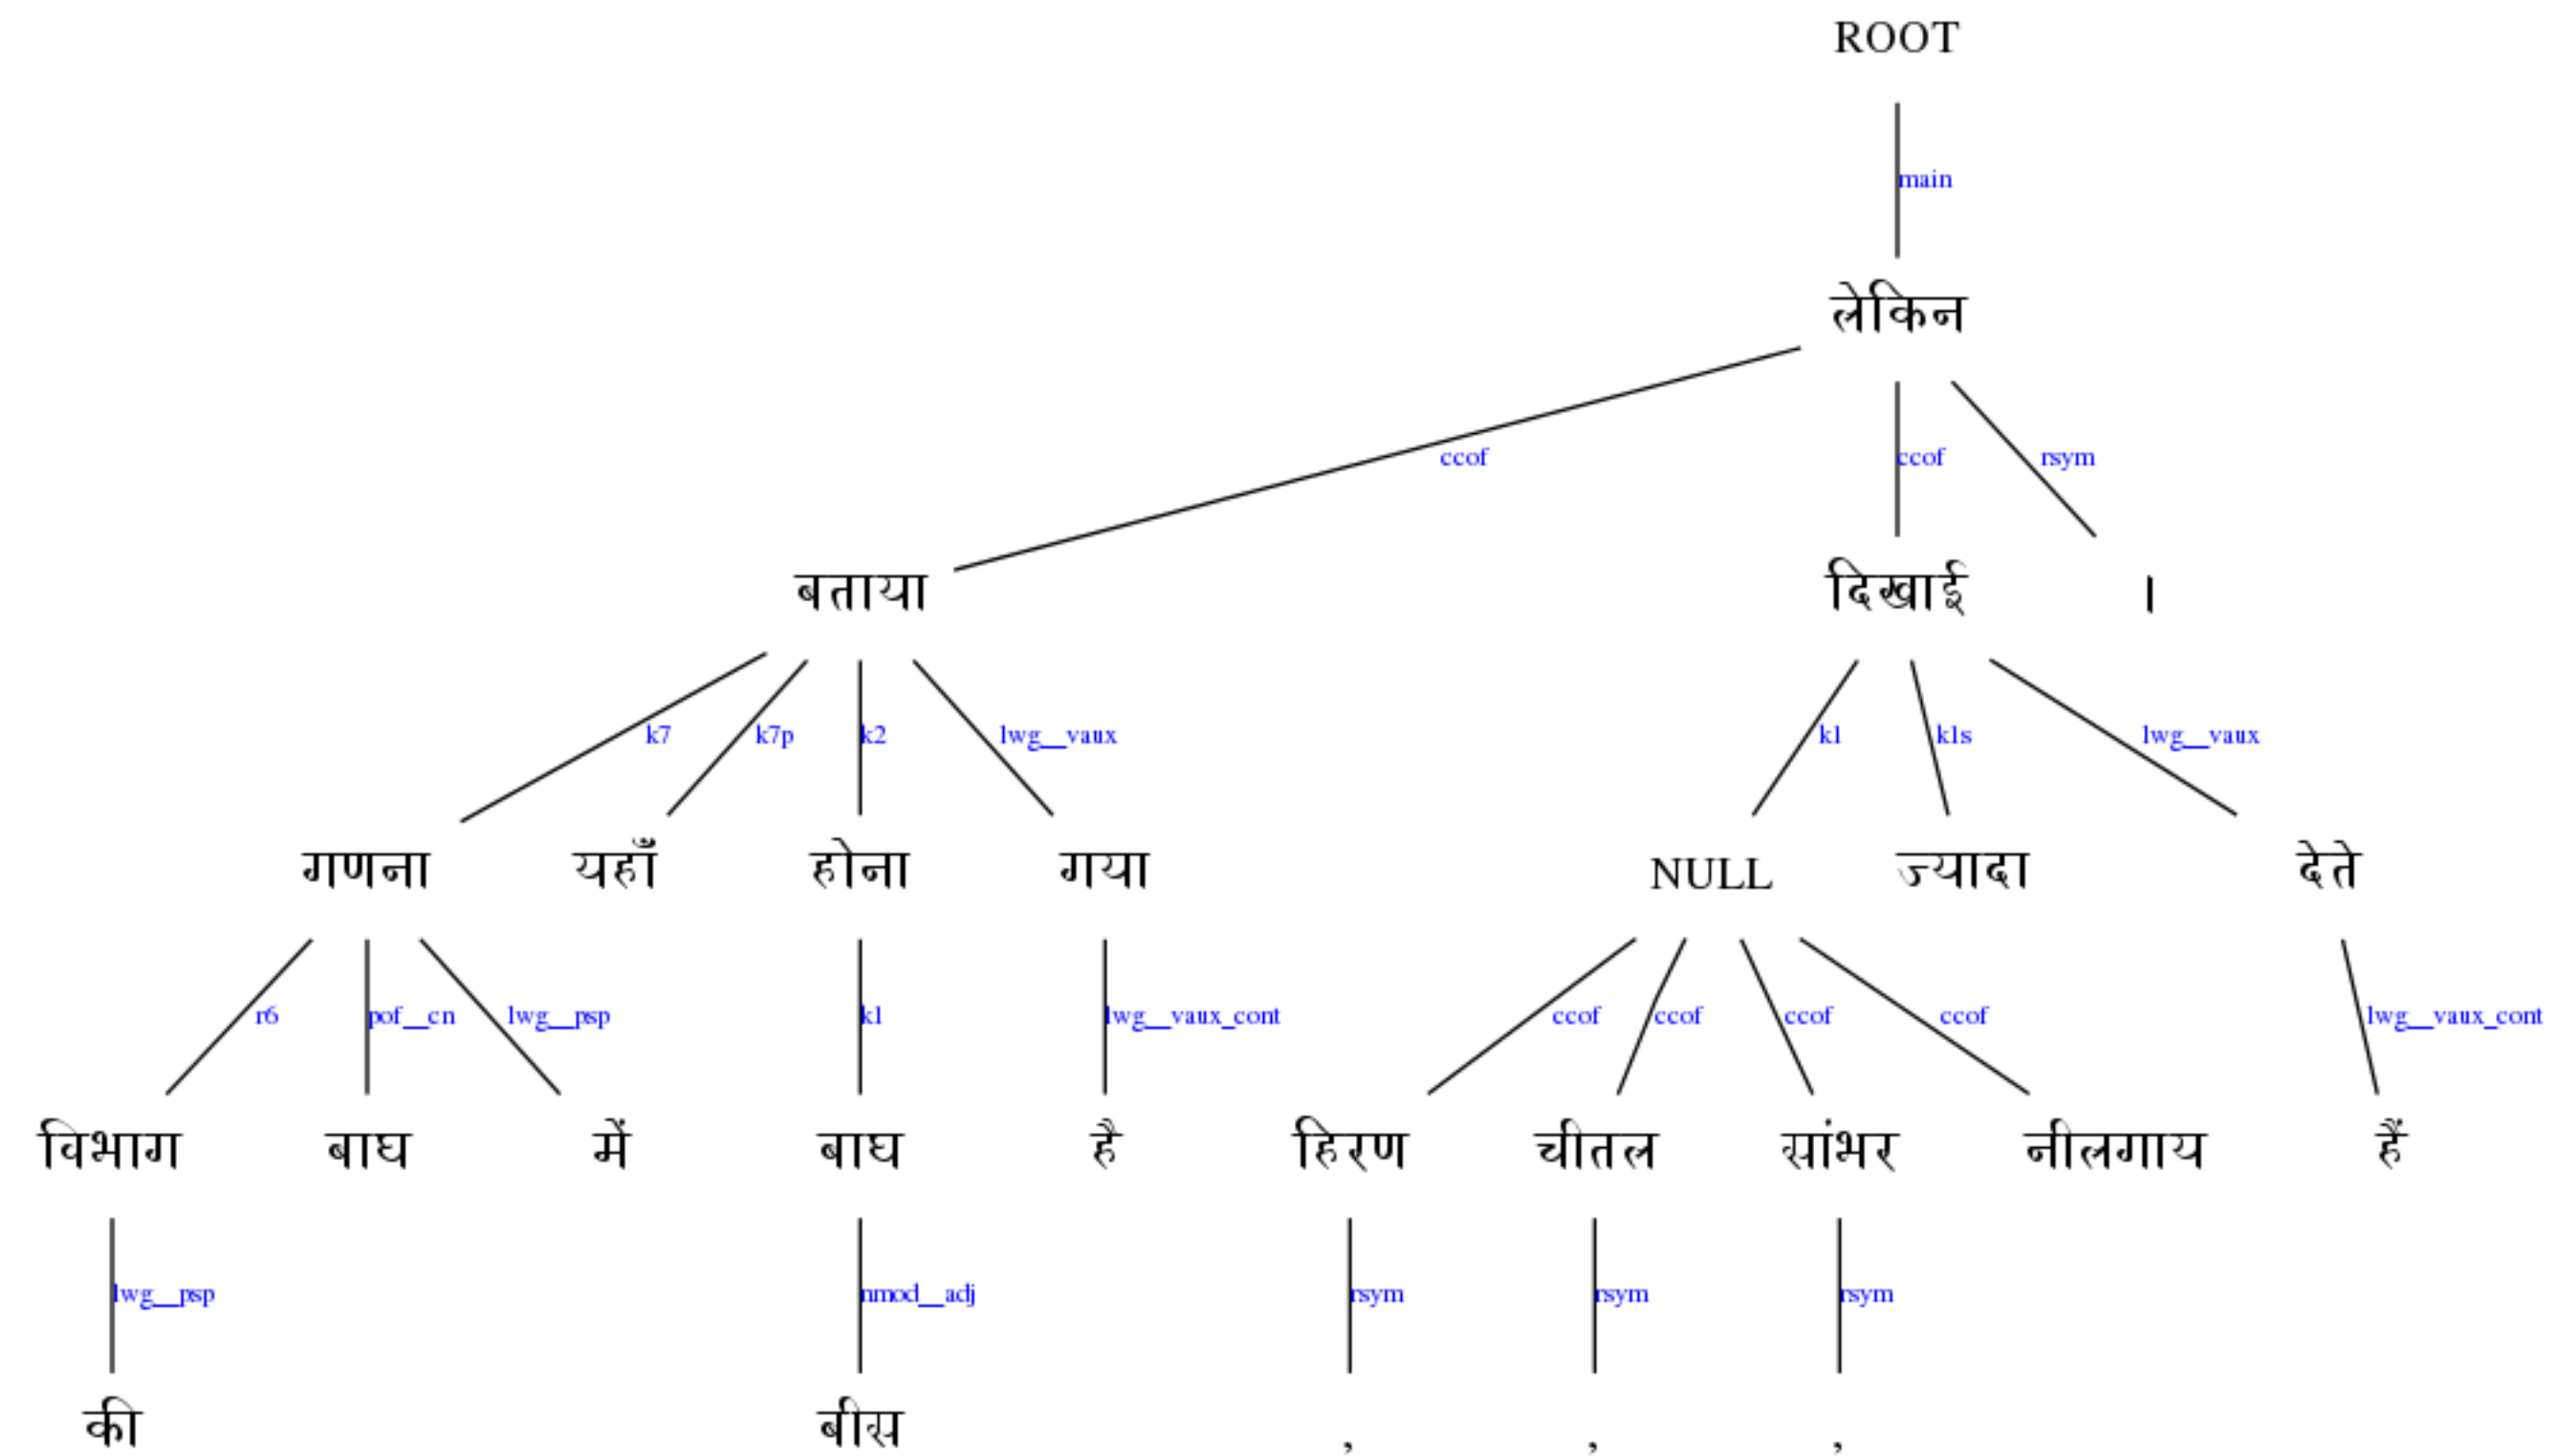 ROOT
main
लेकिन
ccof ccof rsym
बताया दिखाई ।
k7 k7p k2 lwg__vaux k1 k1s lwg__vaux
गणना यहाँ होना गया NULL ज्यादा देते
r6 pof__cn lwg__psp k1 lwg__vaux_cont ccof ccof ccof ccof lwg__vaux_cont
विभाग बाघ में बाघ है हिरण चीतल सांभर नीलगाय हैं
lwg__psp nmod__adj rsym rsym rsym
की बीस , , ,